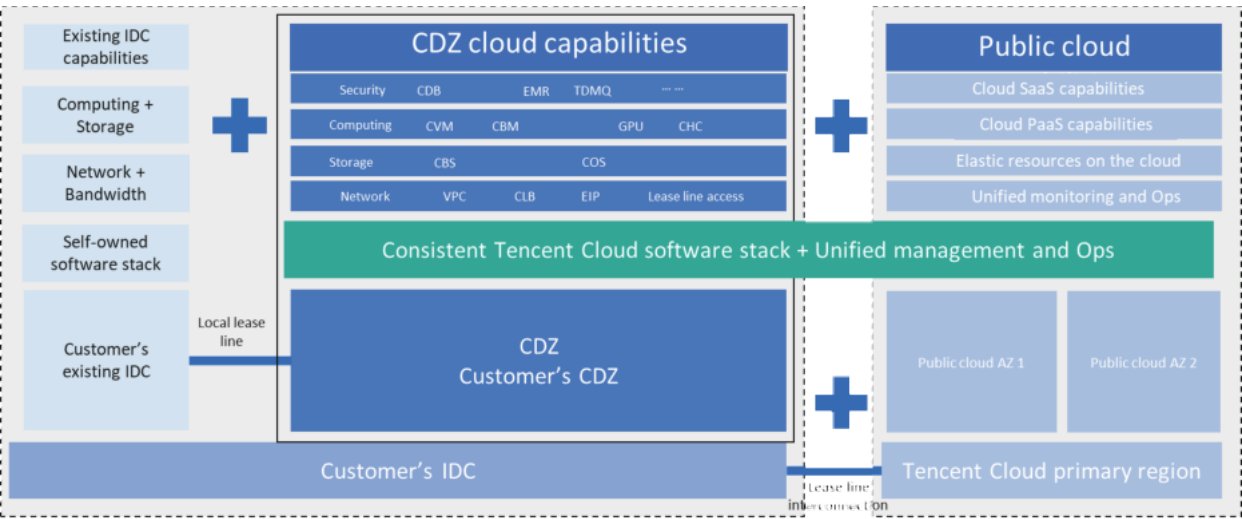 Existing IDC
capabilities
Computing +
Storage
Network +
Bandwidth
Self-owned
software stack
Customer's
existing IDC
Local lease
line
CDZ cloud capabilities
Security CDB EMR TDMQ ... ...
Computing CVM CBM GPU CHC
Storage CBS COS
Network VPC CLB EIP Lease line access
Public cloud
Cloud SaaS capabilities
Cloud PaaS capabilities
Elastic resources on the cloud
Unified monitoring and Ops
Consistent Tencent Cloud software stack + Unified management and Ops
CDZ
Customer's CDZ
Public cloud AZ 1
Public cloud AZ 2
Customer's IDC
Lease line
interconnection
Tencent Cloud primary region